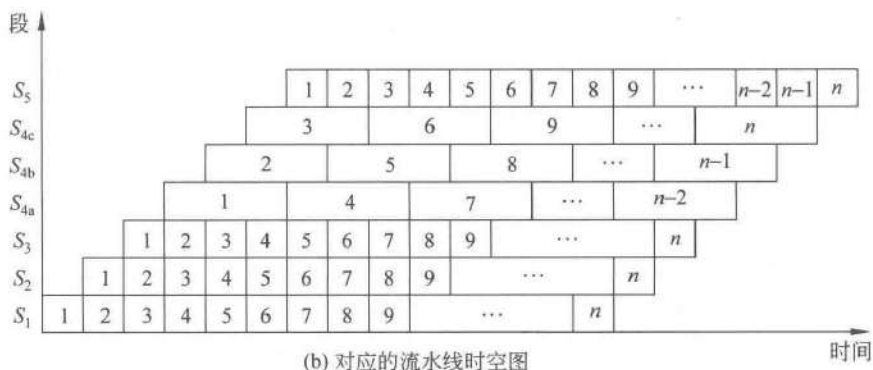 段
S5 1 2 3 4 5 6 7 8 9 … n−2 n−1 n
S4c 3 6 9 … n
S4b 2 5 8 … n−1
S4a 1 4 7 … n−2
S3 1 2 3 4 5 6 7 8 9 … n
S2 1 2 3 4 5 6 7 8 9 … n
S1 1 2 3 4 5 6 7 8 9 … n
时间
(b) 对应的流水线时空图